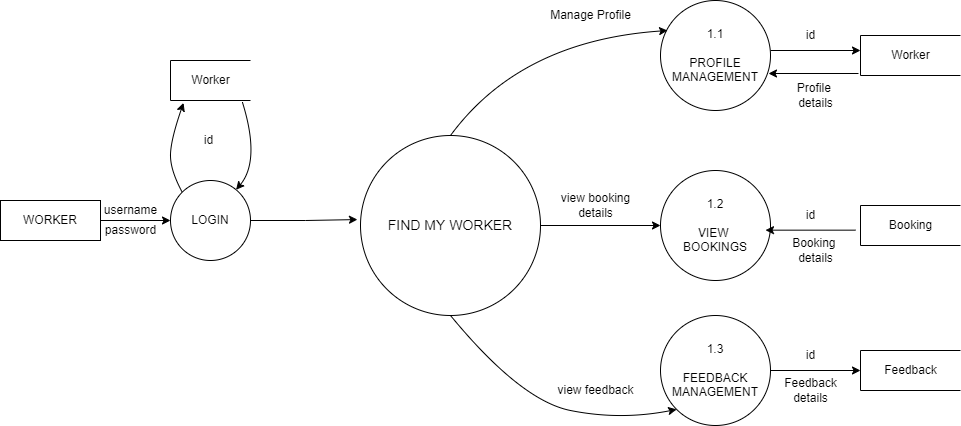 Manage Profile
1.1
PROFILE
MANAGEMENT
id
Worker
Profile
details
Worker
id
WORKER
username
password
LOGIN
FIND MY WORKER
view booking
details
1.2
VIEW
BOOKINGS
id
Booking
details
Booking
view feedback
1.3
FEEDBACK
MANAGEMENT
id
Feedback
details
Feedback